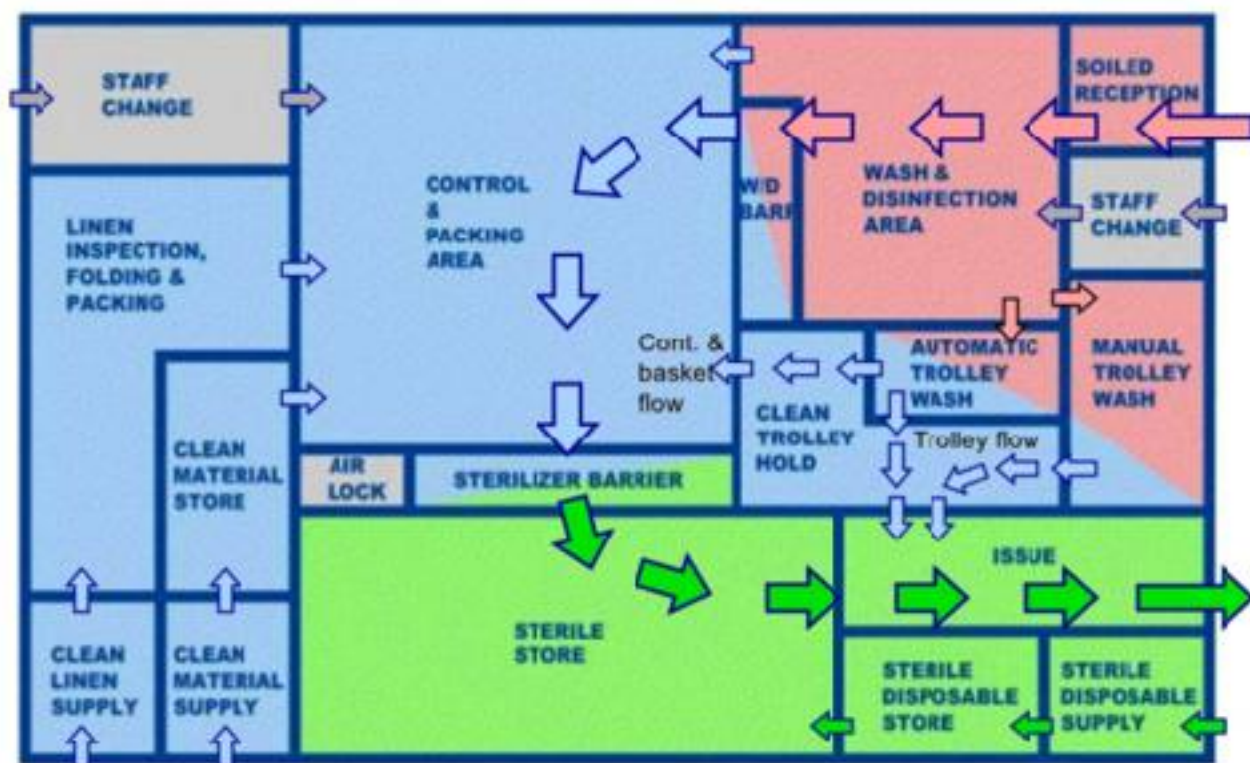 STAFF
CHANGE
SOILED
RECEPTION
CONTROL
&
PACKING
AREA
W/D
BARR
WASH &
DISINFECTION
AREA
STAFF
CHANGE
LINEN
INSPECTION,
FOLDING &
PACKING
Cont. &
basket
flow
AUTOMATIC
TROLLEY
WASH
MANUAL
TROLLEY
WASH
CLEAN
TROLLEY
HOLD
Trolley flow
CLEAN
MATERIAL
STORE
AIR
LOCK
STERILIZER BARRIER
ISSUE
STERILE
STORE
CLEAN
LINEN
SUPPLY
CLEAN
MATERIAL
SUPPLY
STERILE
DISPOSABLE
STORE
STERILE
DISPOSABLE
SUPPLY